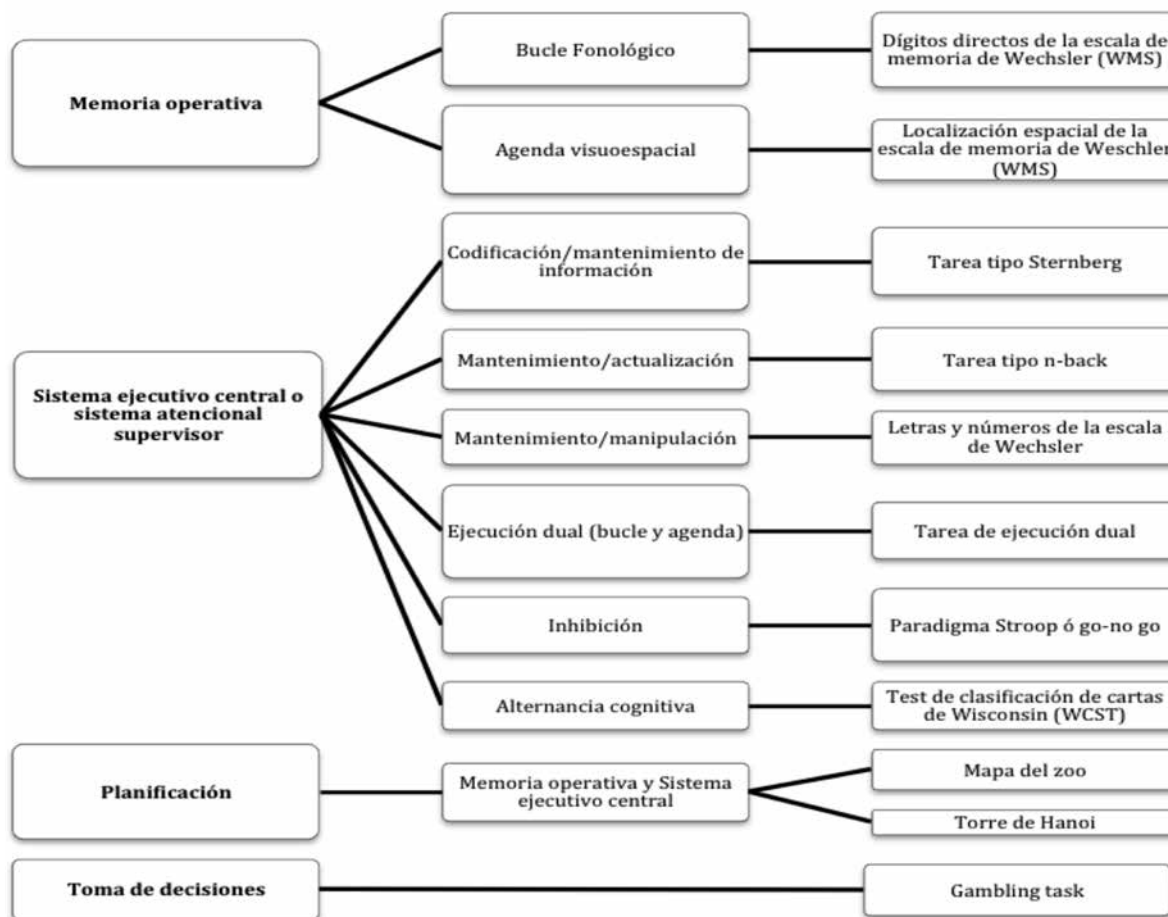 Memoria operativa
Bucle Fonológico
Dígitos directos de la escala de
memoria de Wechsler (WMS)
Agenda visuoespacial
Localización espacial de la
escala de memoria de Weschler
(WMS)
Sistema ejecutivo central o
sistema atencional
supervisor
Codificación/mantenimiento de
información
Tarea tipo Sternberg
Mantenimiento/actualización
Tarea tipo n-back
Mantenimiento/manipulación
Letras y números de la escala
de Wechsler
Ejecución dual (bucle y agenda)
Tarea de ejecución dual
Inhibición
Paradigma Stroop ó go-no go
Alternancia cognitiva
Test de clasificación de cartas
de Wisconsin (WCST)
Planificación
Memoria operativa y Sistema
ejecutivo central
Mapa del zoo
Torre de Hanoi
Toma de decisiones
Gambling task